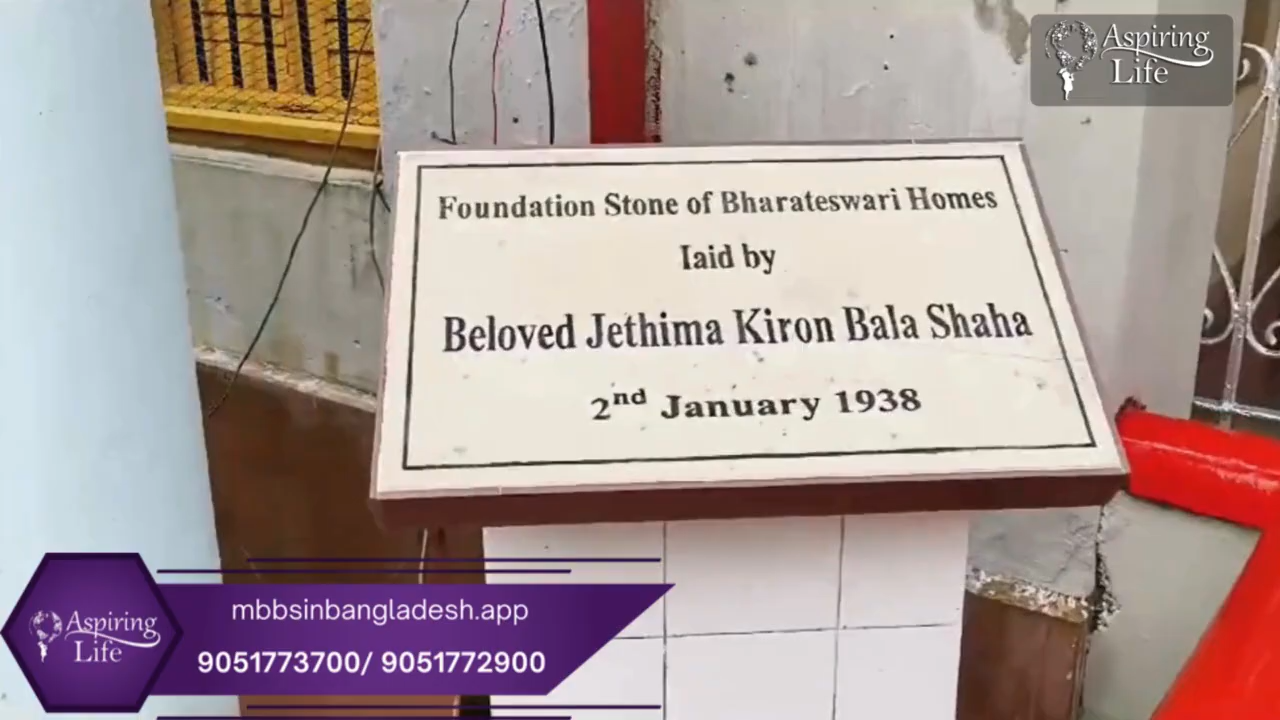 Aspiring
Life
Foundation Stone of Bharateswari Homes
Iaid by
Beloved Jethima Kiron Bala Shaha
2nd January 1938
Aspiring
Life
mbbsinbangladesh.app
9051773700/ 9051772900